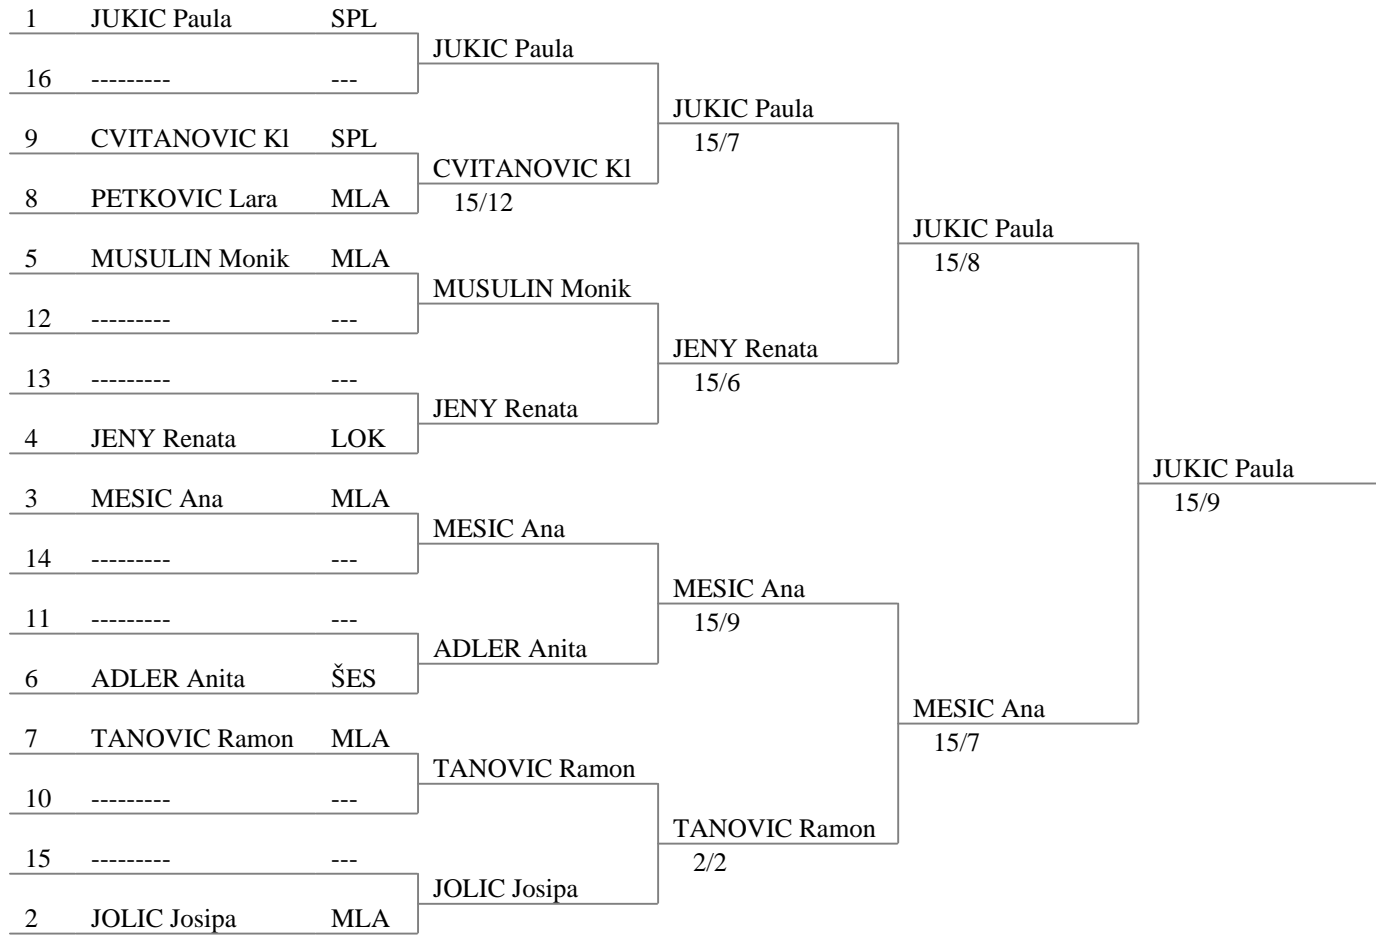 1 JUKIC Paula SPL
JUKIC Paula
16 --------- ---
JUKIC Paula
15/7
9 CVITANOVIC Kl SPL
CVITANOVIC Kl
15/12
8 PETKOVIC Lara MLA
JUKIC Paula
15/8
5 MUSULIN Monik MLA
MUSULIN Monik
12 --------- ---
JENY Renata
15/6
13 --------- ---
JENY Renata
4 JENY Renata LOK
JUKIC Paula
15/9
3 MESIC Ana MLA
MESIC Ana
14 --------- ---
MESIC Ana
15/9
11 --------- ---
ADLER Anita
6 ADLER Anita ŠES
MESIC Ana
15/7
7 TANOVIC Ramon MLA
TANOVIC Ramon
10 --------- ---
TANOVIC Ramon
2/2
15 --------- ---
JOLIC Josipa
2 JOLIC Josipa MLA